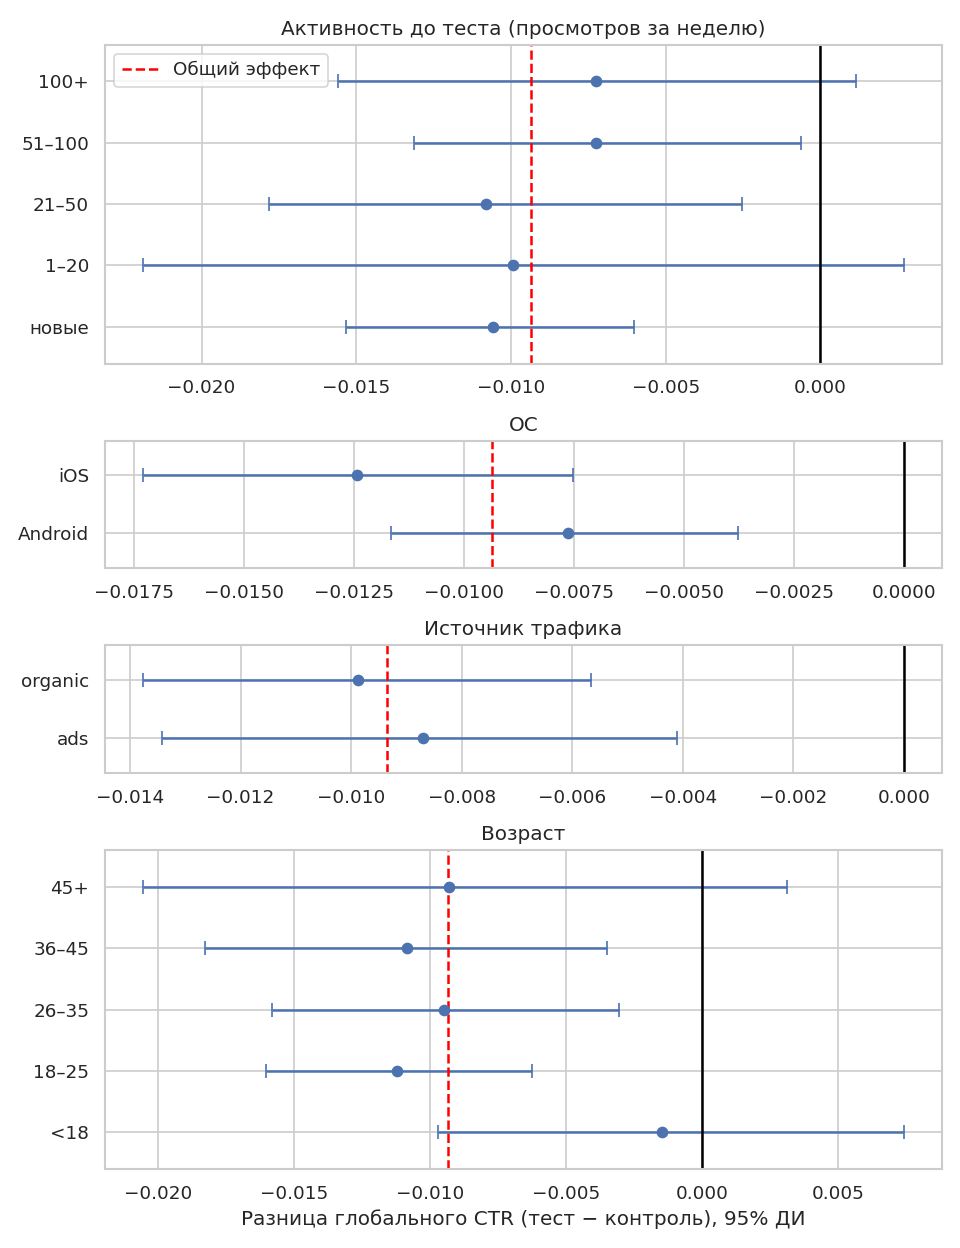 Активность до теста (просмотров за неделю)
Общий эффект
100+
51–100
21–50
1–20
новые
−0.020 −0.015 −0.010 −0.005 0.000
ОС
iOS
Android
−0.0175 −0.0150 −0.0125 −0.0100 −0.0075 −0.0050 −0.0025 0.0000
Источник трафика
organic
ads
−0.014 −0.012 −0.010 −0.008 −0.006 −0.004 −0.002 0.000
Возраст
45+
36–45
26–35
18–25
<18
−0.020 −0.015 −0.010 −0.005 0.000 0.005
Разница глобального CTR (тест − контроль), 95% ДИ